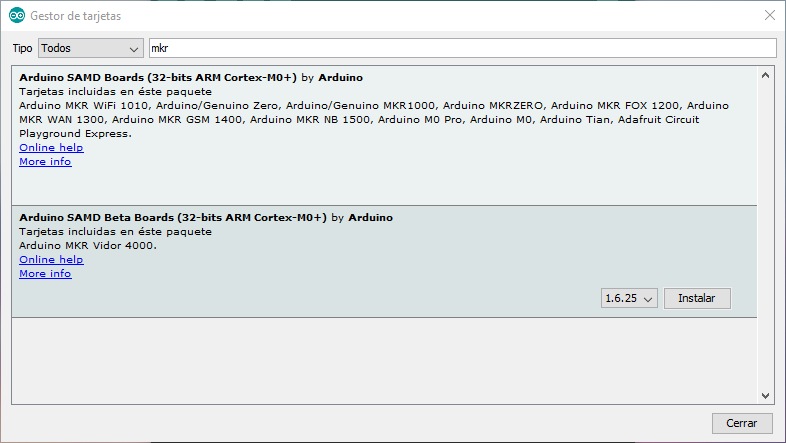 Gestor de tarjetas
Tipo Todos mkr
Arduino SAMD Boards (32-bits ARM Cortex-M0+) by Arduino
Tarjetas incluidas en éste paquete
Arduino MKR WiFi 1010, Arduino/Genuino Zero, Arduino/Genuino MKR1000, Arduino MKRZERO, Arduino MKR FOX 1200, Arduino
MKR WAN 1300, Arduino MKR GSM 1400, Arduino MKR NB 1500, Arduino M0 Pro, Arduino M0, Arduino Tian, Adafruit Circuit
Playground Express.
Online help
More info
Arduino SAMD Beta Boards (32-bits ARM Cortex-M0+) by Arduino
Tarjetas incluidas en éste paquete
Arduino MKR Vidor 4000.
Online help
More info
1.6.25 Instalar
Cerrar